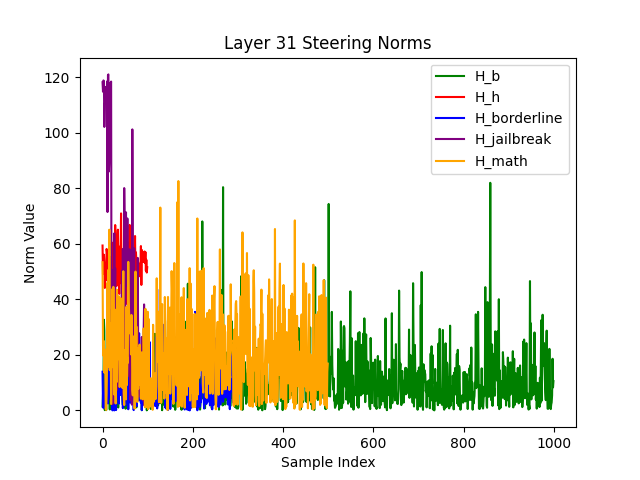 Layer 31 Steering Norms
H_b
H_h
H_borderline
H_jailbreak
H_math
Norm Value
120
100
80
60
40
20
0
0
200
400
600
800
1000
Sample Index